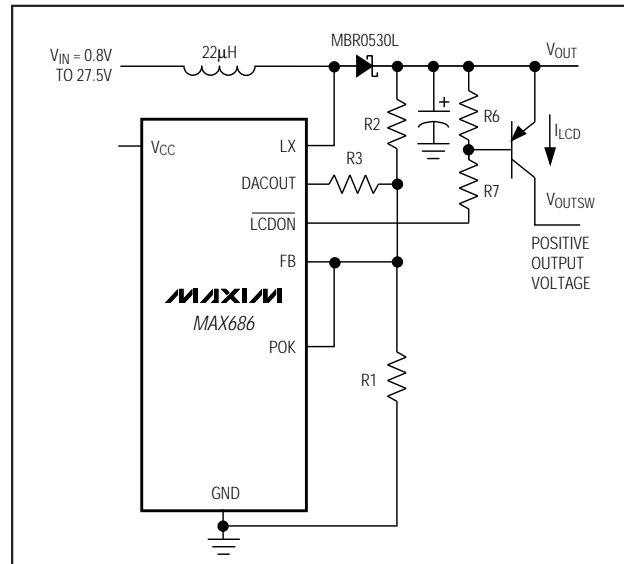 V_IN = 0.8V
TO 27.5V
22μH
MBR0530L
V_OUT
R2
+
R6
I_LCD
V_CC
LX
R3
DACOUT
R7
V_OUTSW
LCDON
POSITIVE
OUTPUT
VOLTAGE
FB
MAXIM
MAX686
POK
R1
GND